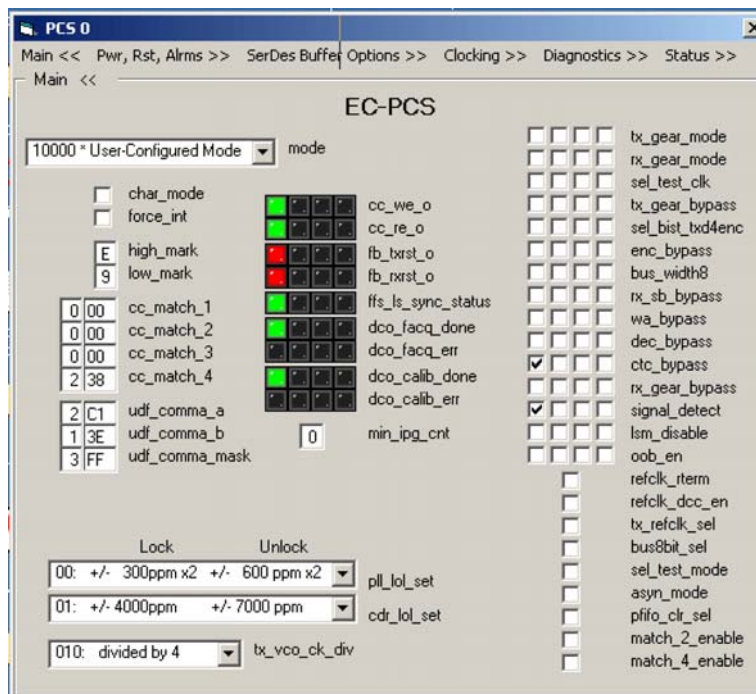 PCS 0
Main << Pwr, Rst, Alrms >> SerDes Buffer Options >> Clocking >> Diagnostics >> Status >>
Main <<
EC-PCS
10000 * User-Configured Mode mode
char_mode
force_int
E high_mark
9 low_mark
0 00 cc_match_1
0 00 cc_match_2
0 00 cc_match_3
2 38 cc_match_4
2 C1 udf_comma_a
1 3E udf_comma_b
3 FF udf_comma_mask
cc_we_o
cc_re_o
fb_txrst_o
fb_rxrst_o
ffs_ls_sync_status
dco_facq_done
dco_facq_err
dco_calib_done
dco_calib_err
0 min_ipg_cnt
tx_gear_mode
rx_gear_mode
sel_test_clk
tx_gear_bypass
sel_bist_txd4enc
enc_bypass
bus_width8
rx_sb_bypass
wa_bypass
dec_bypass
ctc_bypass
rx_gear_bypass
signal_detect
lsm_disable
oob_en
refclk_rterm
refclk_dcc_en
tx_refclk_sel
bus8bit_sel
sel_test_mode
asyn_mode
pfifo_clr_sel
match_2_enable
match_4_enable
Lock Unlock
00: +/- 300ppm x2 +/- 600 ppm x2 pll_lol_set
01: +/- 4000ppm +/- 7000 ppm cdr_lol_set
010: divided by 4 tx_vco_ck_div